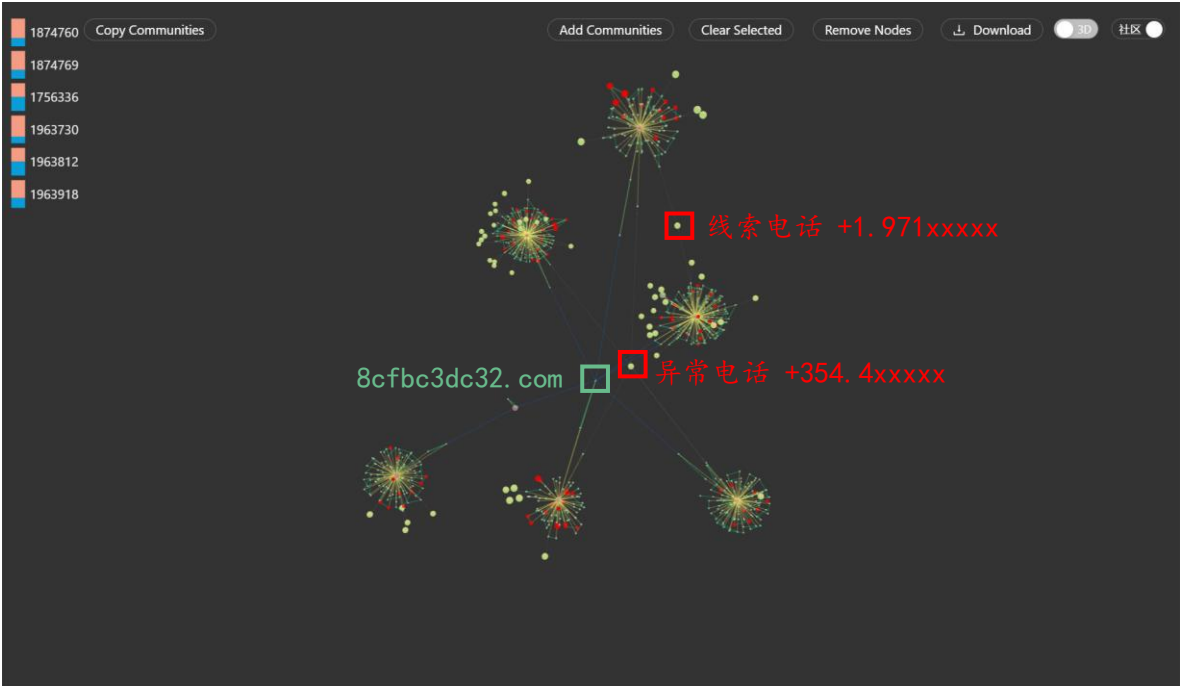 1874760 Copy Communities Add Communities Clear Selected Remove Nodes Download 3D 社区
1874769
1756336
1963730
1963812
1963918
线索电话 +1.971xxxxx
异常电话 +354.4xxxxx
8cfbc3dc32.com